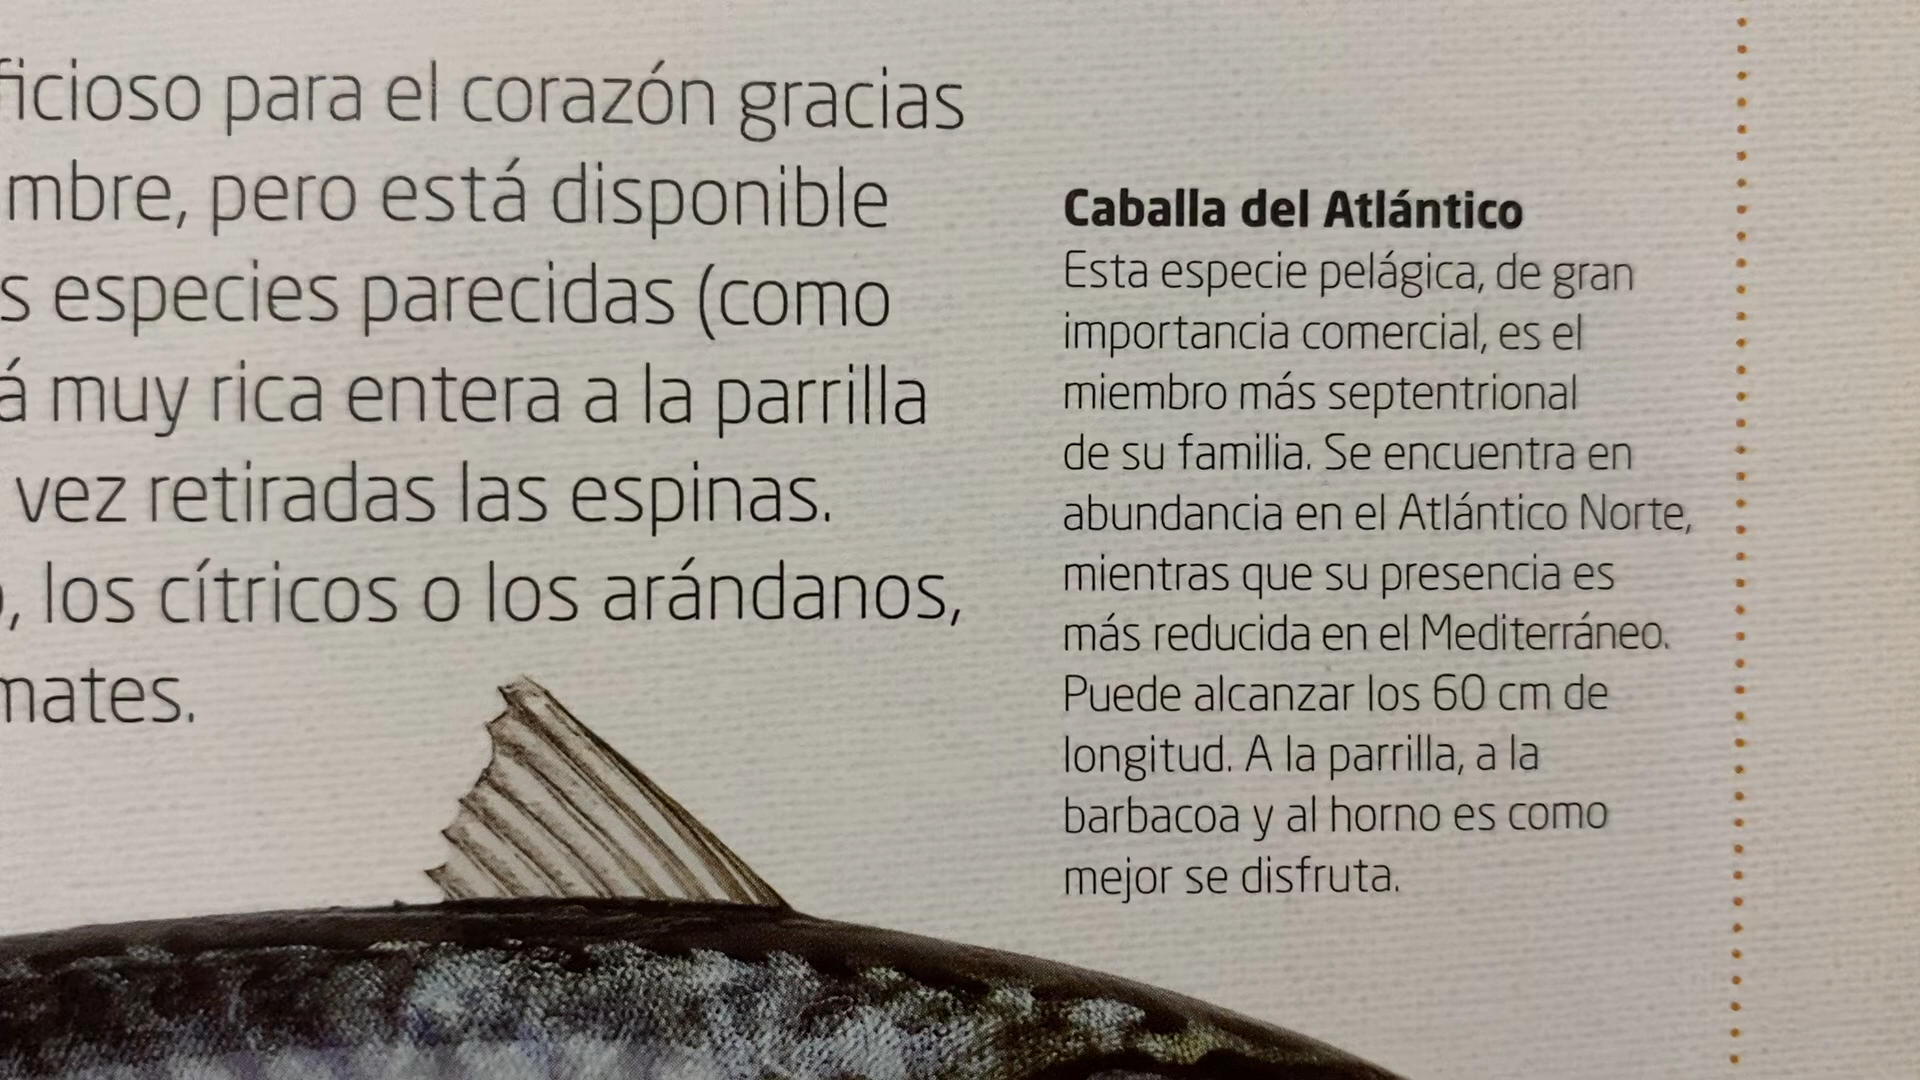 para el corazón gracias
pero está disponible
especies parecidas (como
muy rica entera a la parrilla
vez retiradas las espinas.
los cítricos o los arándanos,
Caballa del Atlántico
Esta especie pelágica, de gran
importancia comercial, es el
miembro más septentrional
de su familia. Se encuentra en
abundancia en el Atlántico Norte,
mientras que su presencia es
más reducida en el Mediterráneo.
Puede alcanzar los 60 cm de
longitud. A la parrilla, a la
barbacoa y al horno es como
mejor se disfruta.